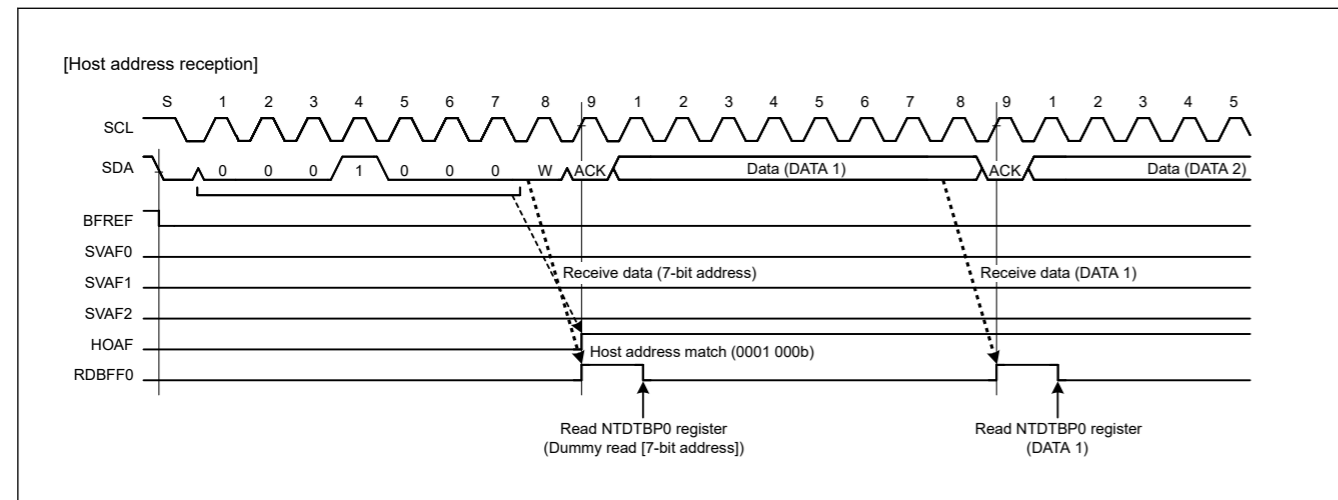 [Host address reception]
S 1 2 3 4 5 6 7 8 9 1 2 3 4 5 6 7 8 9 1 2 3 4 5
SCL
SDA 0 0 0 1 0 0 0 W ACK Data (DATA 1) ACK Data (DATA 2)
BFREF
SVAF0
Receive data (7-bit address) Receive data (DATA 1)
SVAF1
SVAF2
HOAF
Host address match (0001 000b)
RDBFF0
Read NTDTBP0 register Read NTDTBP0 register
(Dummy read [7-bit address]) (DATA 1)